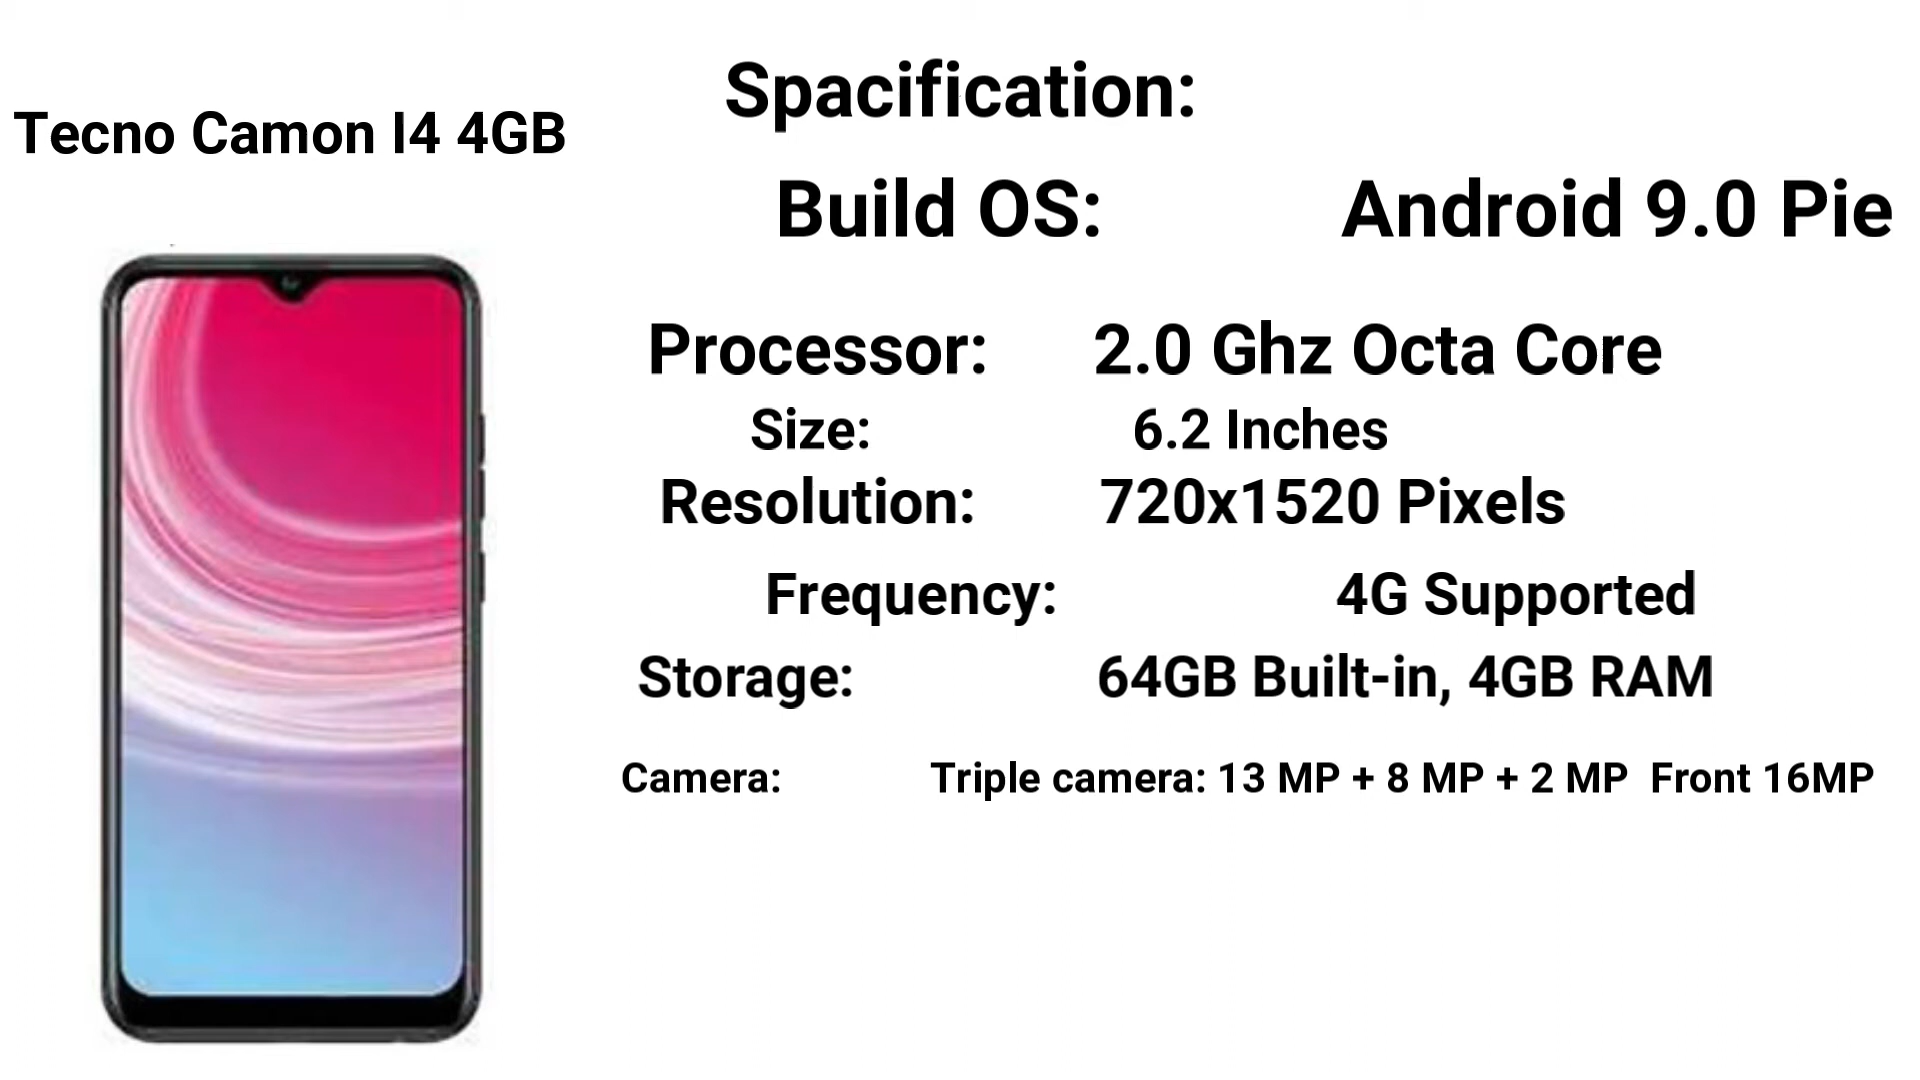 Tecno Camon I4 4GB
Spacification:
Build OS: Android 9.0 Pie
Processor: 2.0 Ghz Octa Core
Size: 6.2 Inches
Resolution: 720x1520 Pixels
Frequency: 4G Supported
Storage: 64GB Built-in, 4GB RAM
Camera: Triple camera: 13 MP + 8 MP + 2 MP Front 16MP